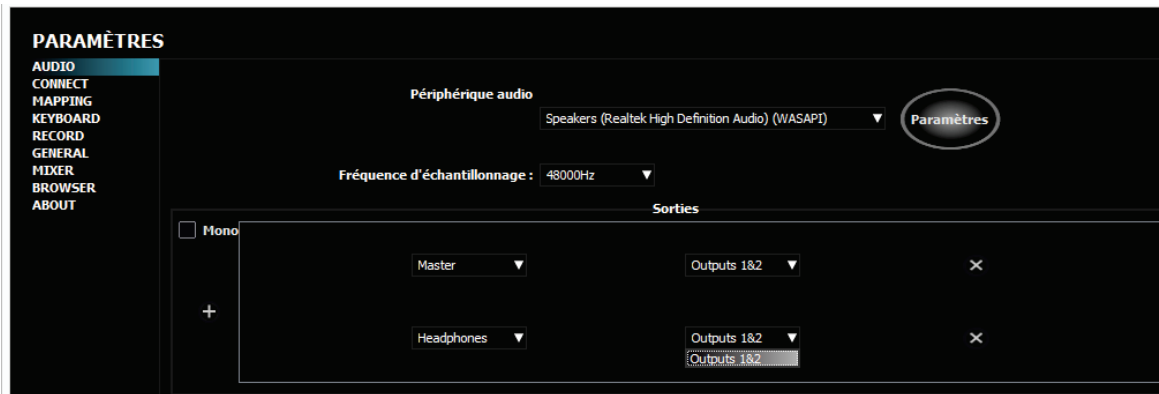 PARAMÈTRES
AUDIO
CONNECT
MAPPING
KEYBOARD
RECORD
GENERAL
MIXER
BROWSER
ABOUT
Périphérique audio
Speakers (Realtek High Definition Audio) (WASAPI)
Paramètres
Fréquence d'échantillonnage : 48000Hz
Sorties
Mono
Master Outputs 1&2
Headphones Outputs 1&2
Outputs 1&2